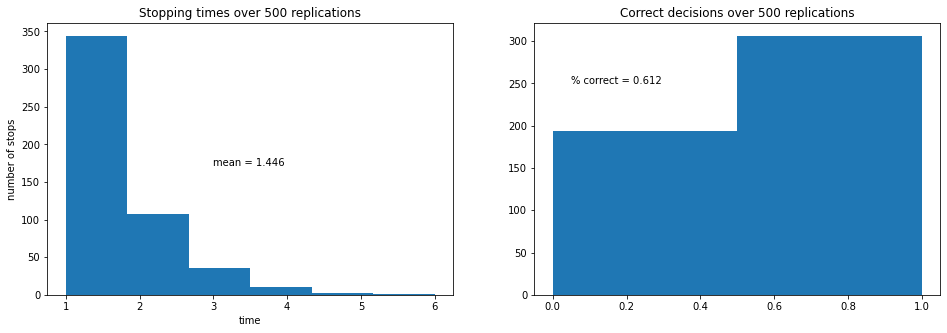 Stopping times over 500 replications
350
300
250
200
150
100
50
0
number of stops
mean = 1.446
1 2 3 4 5 6
time
Correct decisions over 500 replications
300
250
200
150
100
50
0
% correct = 0.612
0.0 0.2 0.4 0.6 0.8 1.0